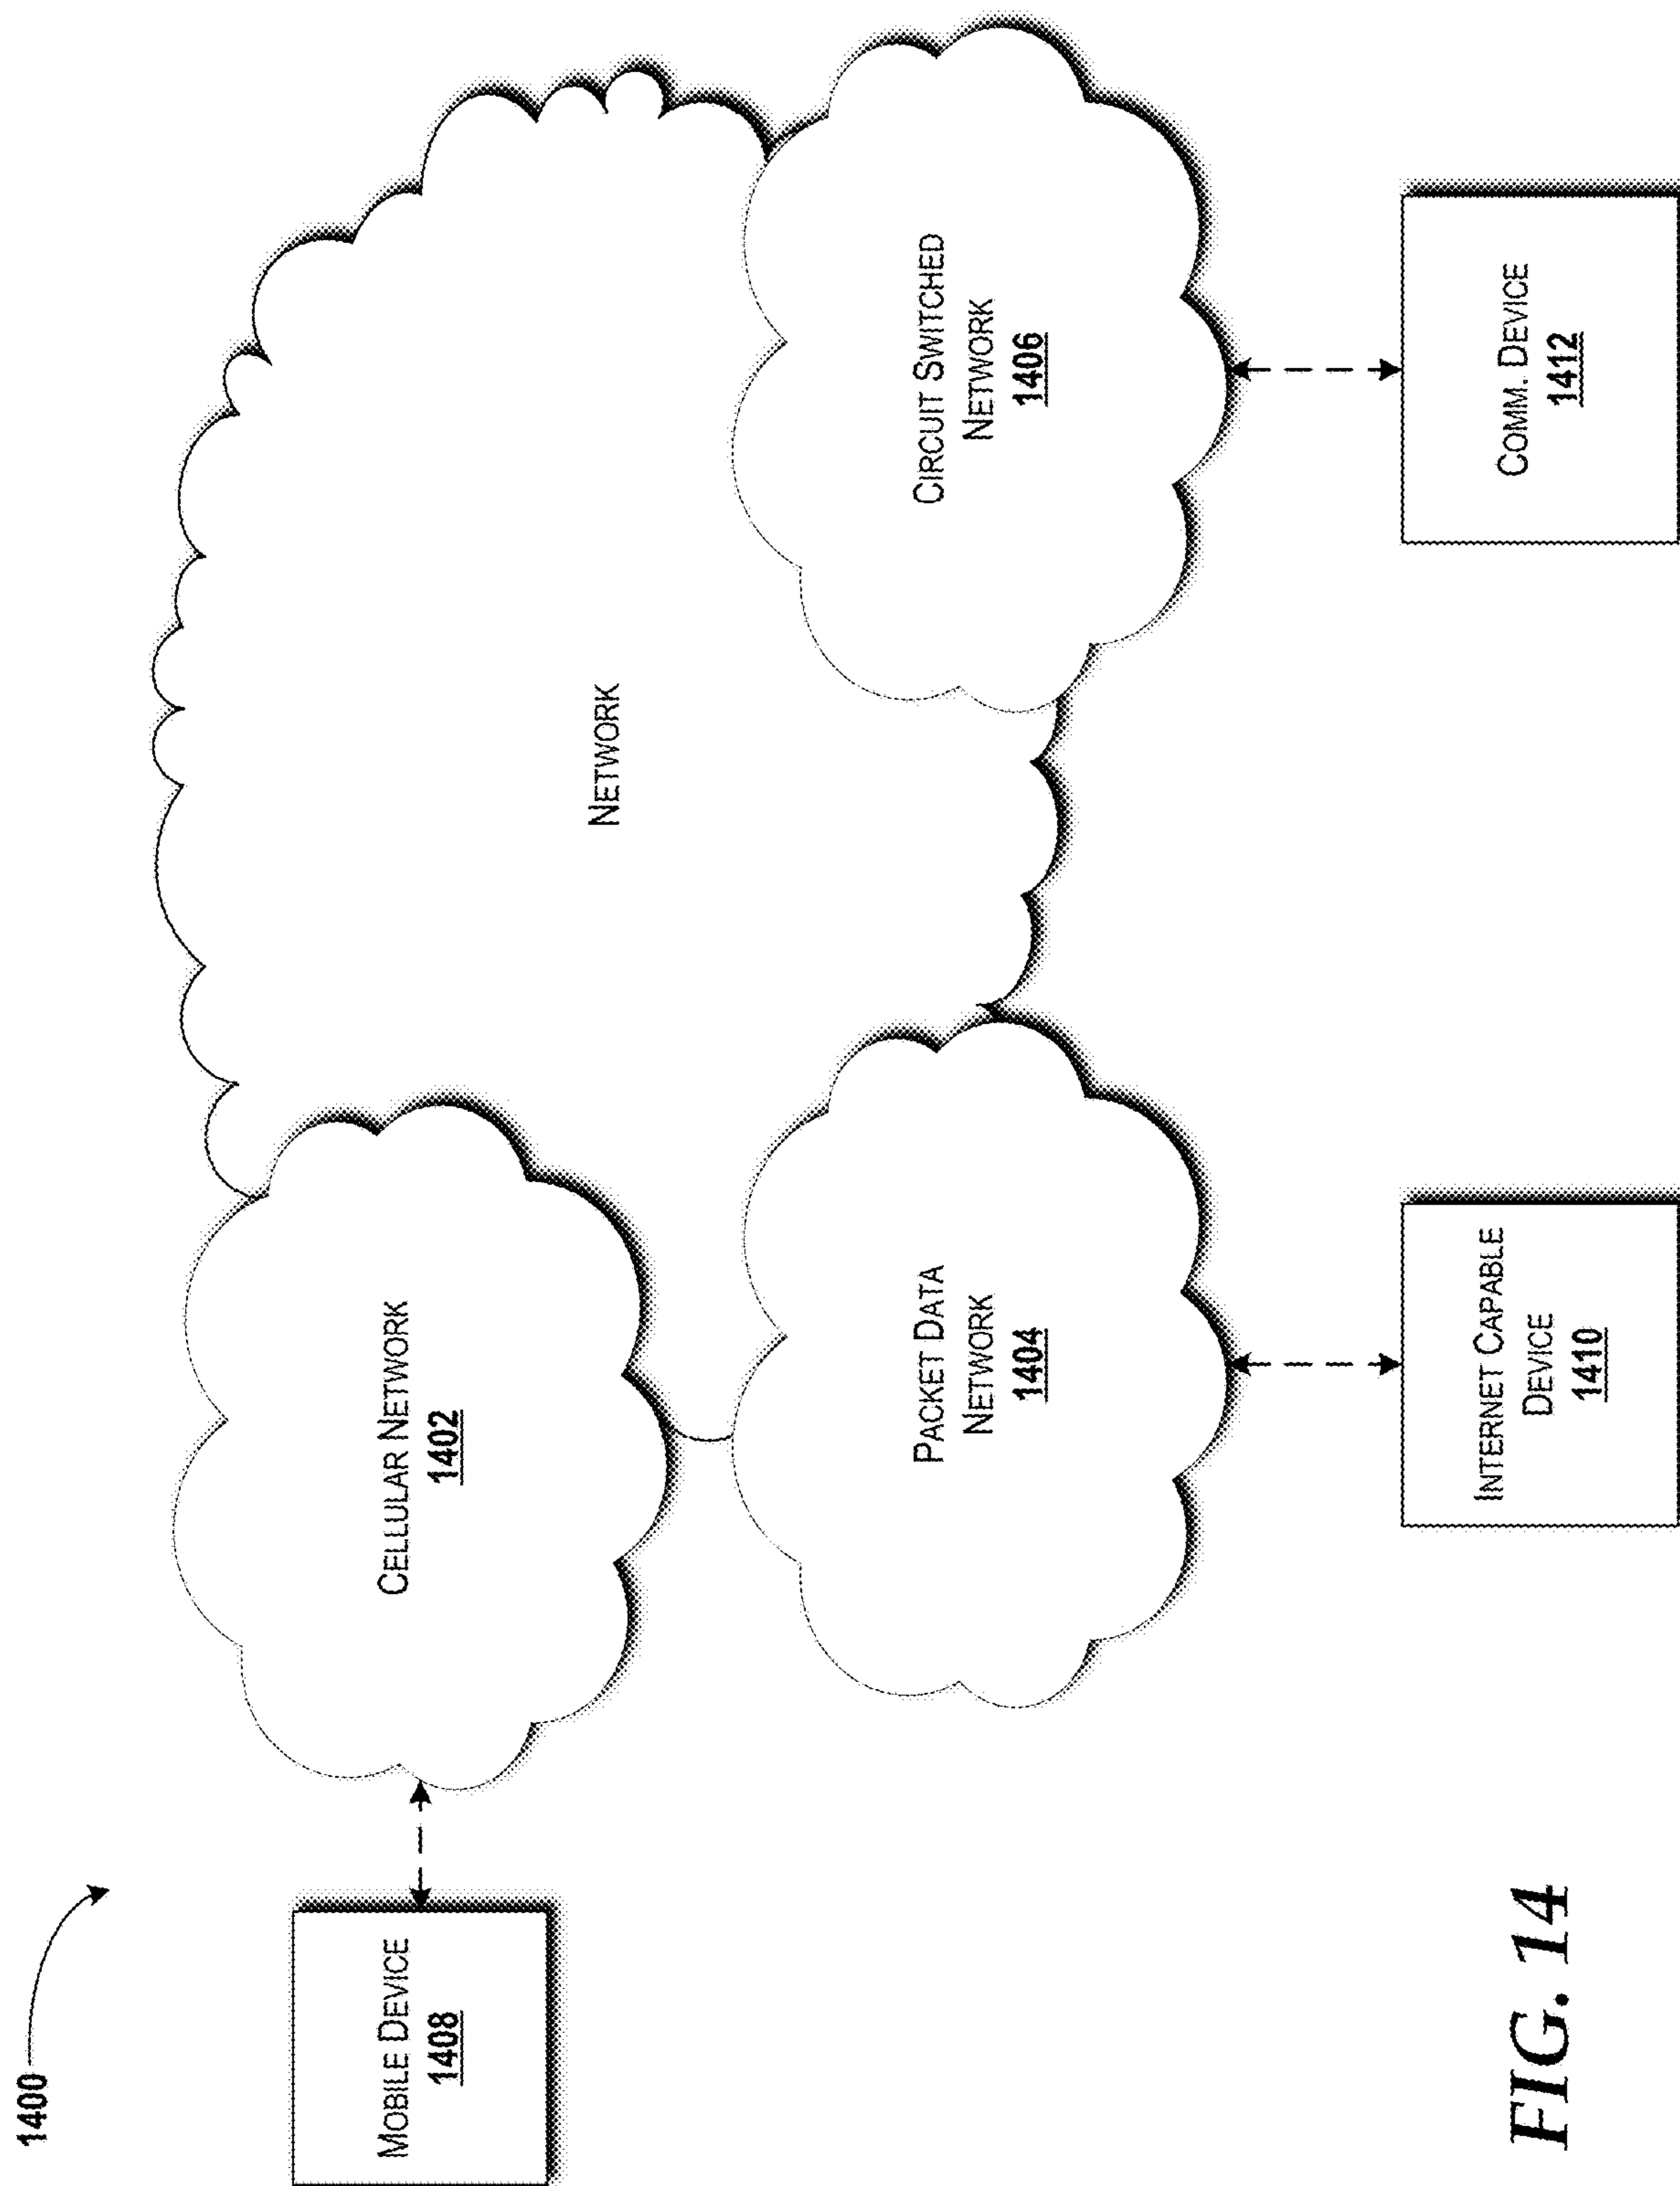 1400
MOBILE DEVICE
1408
CELLULAR NETWORK
1402
NETWORK
PACKET DATA
NETWORK
1404
CIRCUIT SWITCHED
NETWORK
1406
INTERNET CAPABLE
DEVICE
1410
COMM. DEVICE
1412
FIG. 14